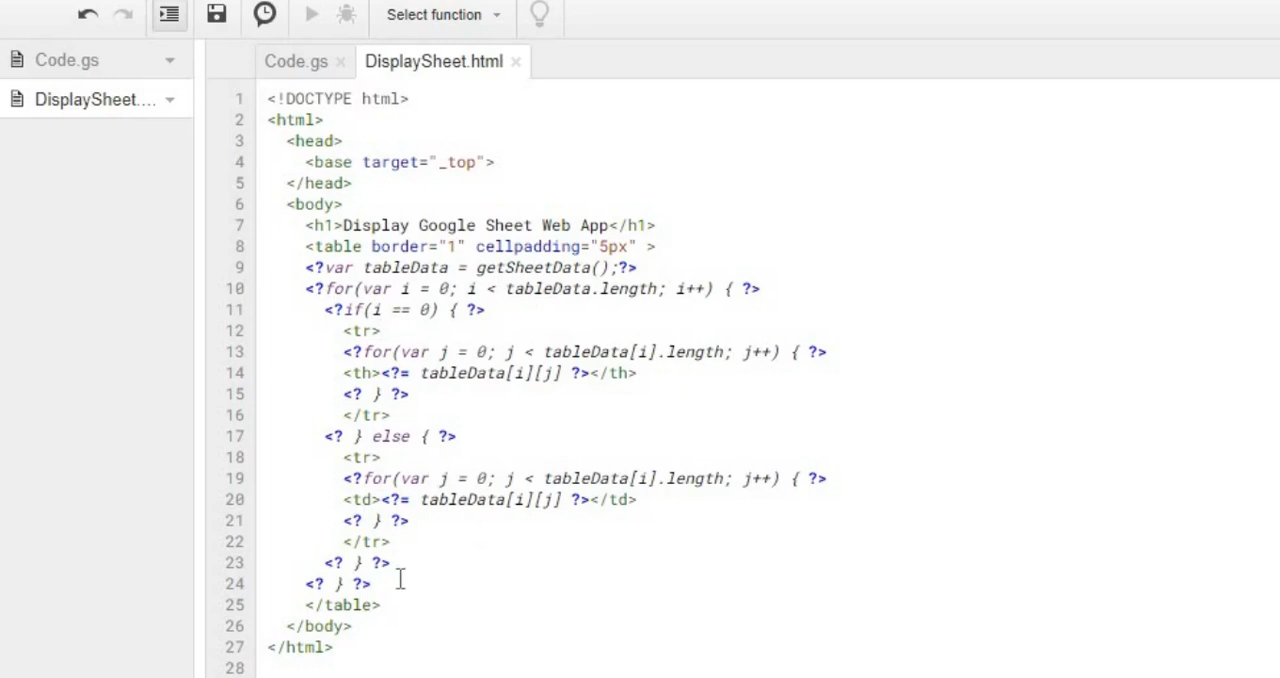 Select function
Code.gs
Code.gs × DisplaySheet.html ×
DisplaySheet....
1 <!DOCTYPE html>
2 <html>
3 <head>
4 <base target="_top">
5 </head>
6 <body>
7 <h1>Display Google Sheet Web App</h1>
8 <table border="1" cellpadding="5px" >
9 <?var tableData = getSheetData();?>
10 <?for(var i = 0; i < tableData.length; i++) { ?>
11 <?if(i == 0) { ?>
12 <tr>
13 <?for(var j = 0; j < tableData[i].length; j++) { ?>
14 <th><?= tableData[i][j] ?></th>
15 <? } ?>
16 </tr>
17 <? } else { ?>
18 <tr>
19 <?for(var j = 0; j < tableData[i].length; j++) { ?>
20 <td><?= tableData[i][j] ?></td>
21 <? } ?>
22 </tr>
23 <? } ?>
24 <? } ?>
25 </table>
26 </body>
27 </html>
28